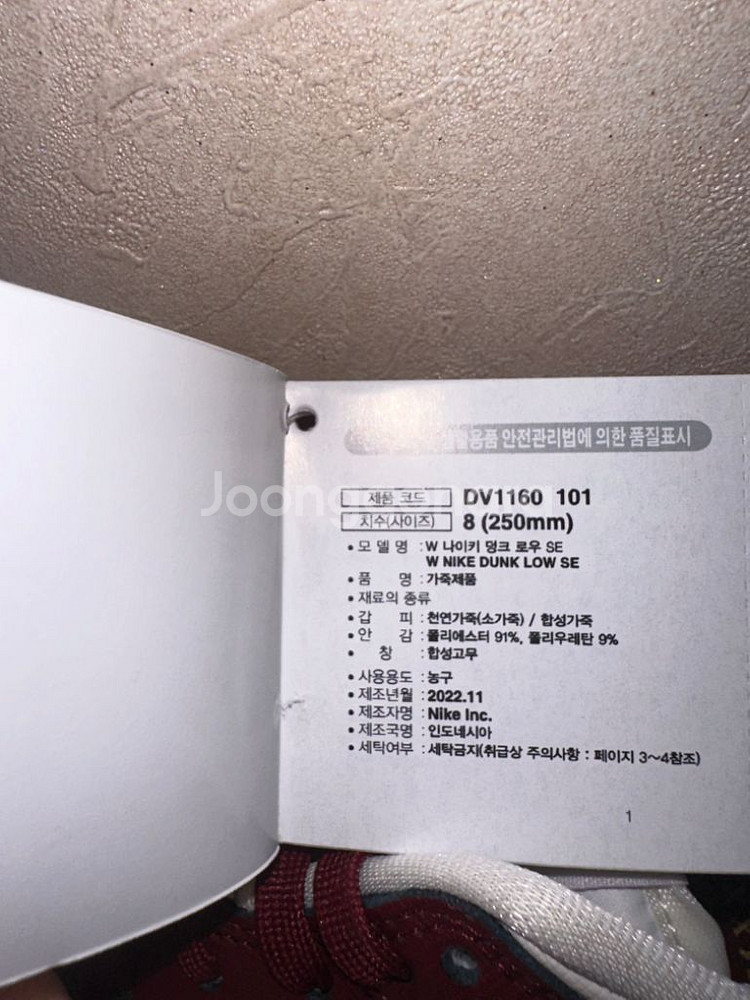 용품 안전관리법에 의한 품질표시
제품 코드 DV1160 101
치수(사이즈) 8 (250mm)
• 모 델 명 : W 나이키 덩크 로우 SE
W NIKE DUNK LOW SE
• 품 명 : 가죽제품
• 재료의 종류
• 갑 피 : 천연가죽(소가죽) / 합성가죽
• 안 감 : 폴리에스터 91%, 폴리우레탄 9%
• 창 : 합성고무
• 사용용도 : 농구
• 제조년월 : 2022.11
• 제조자명 : Nike Inc.
• 제조국명 : 인도네시아
• 세탁여부 : 세탁금지(취급상 주의사항 : 페이지 3~4참조)
1